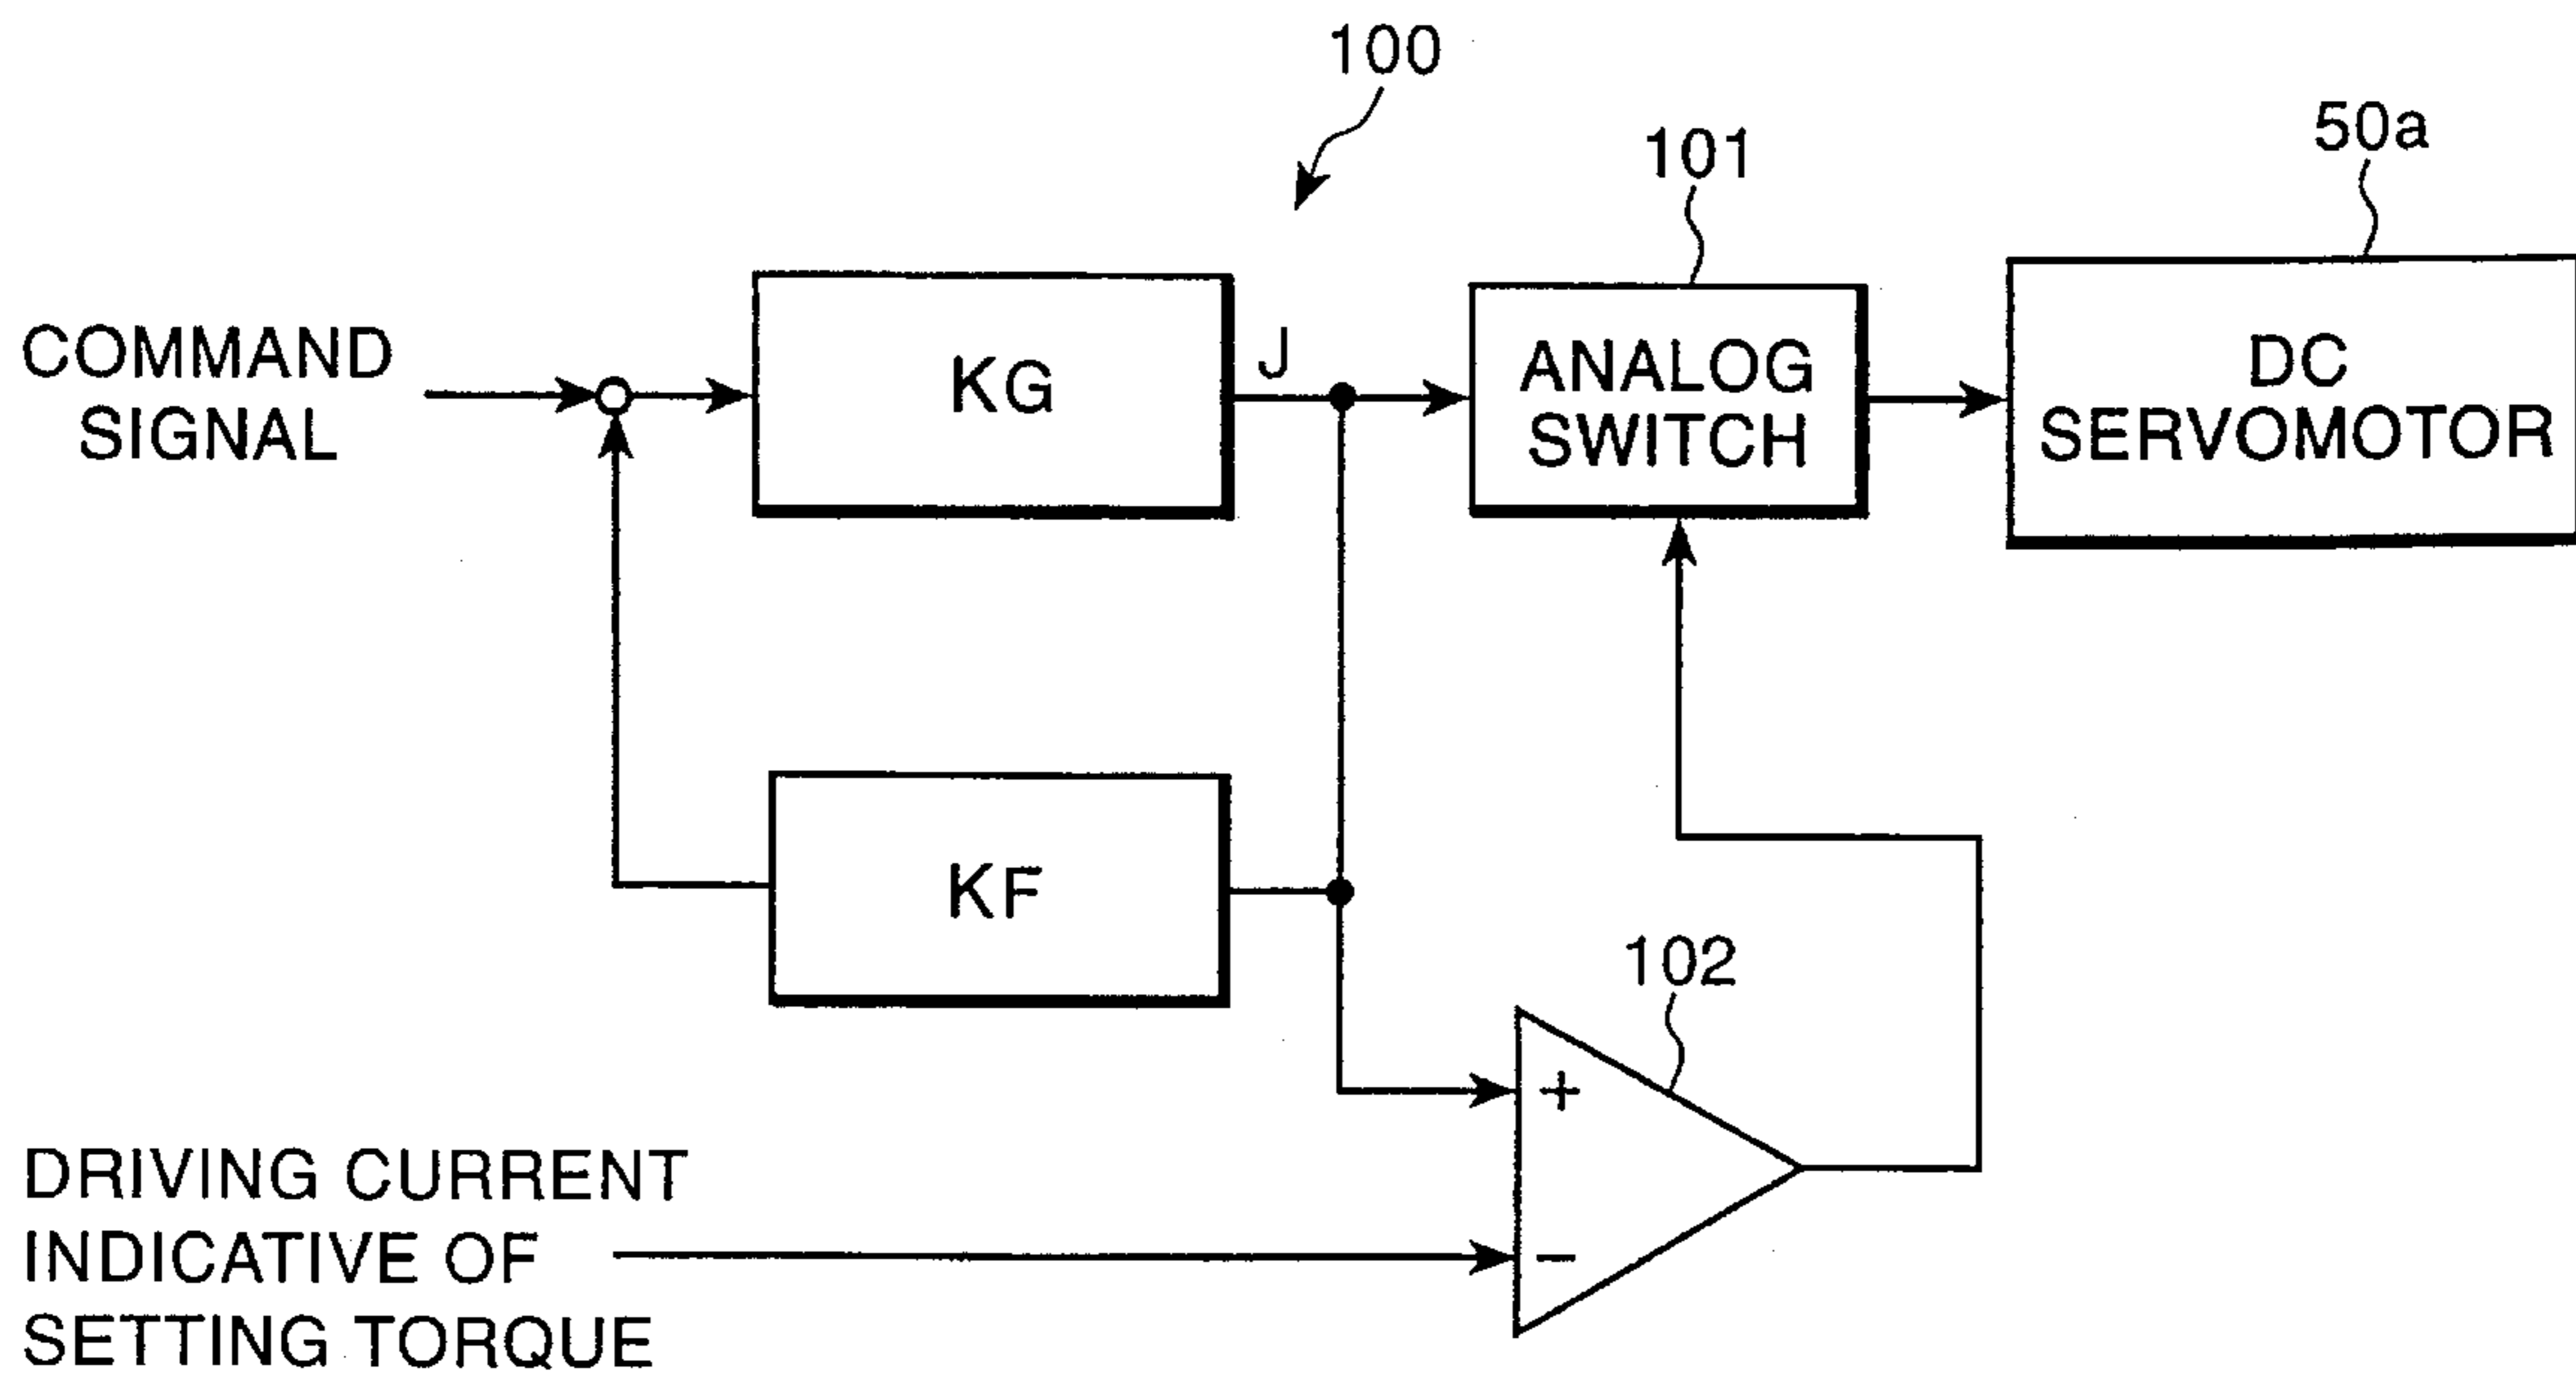 100
101
50a
COMMAND
SIGNAL
KG
J
ANALOG
SWITCH
DC
SERVOMOTOR
KF
102
+
−
DRIVING CURRENT
INDICATIVE OF
SETTING TORQUE